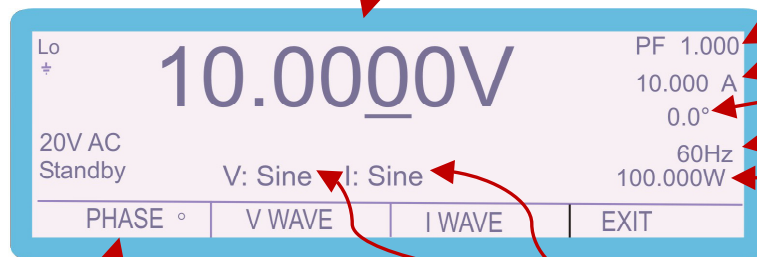 Lo
10.0000V
PF 1.000
10.000 A
0.0°
20V AC
Standby
60Hz
100.000W
V: Sine I: Sine
PHASE ° V WAVE I WAVE EXIT